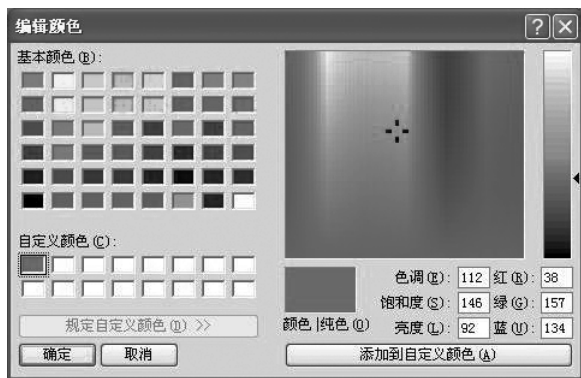 编辑颜色
基本颜色(B):
自定义颜色(C):
规定自定义颜色(D) >>
确定 取消
颜色|纯色(O)
色调(E): 112 红(R): 38
饱和度(S): 146 绿(G): 157
亮度(L): 92 蓝(U): 134
添加到自定义颜色(A)